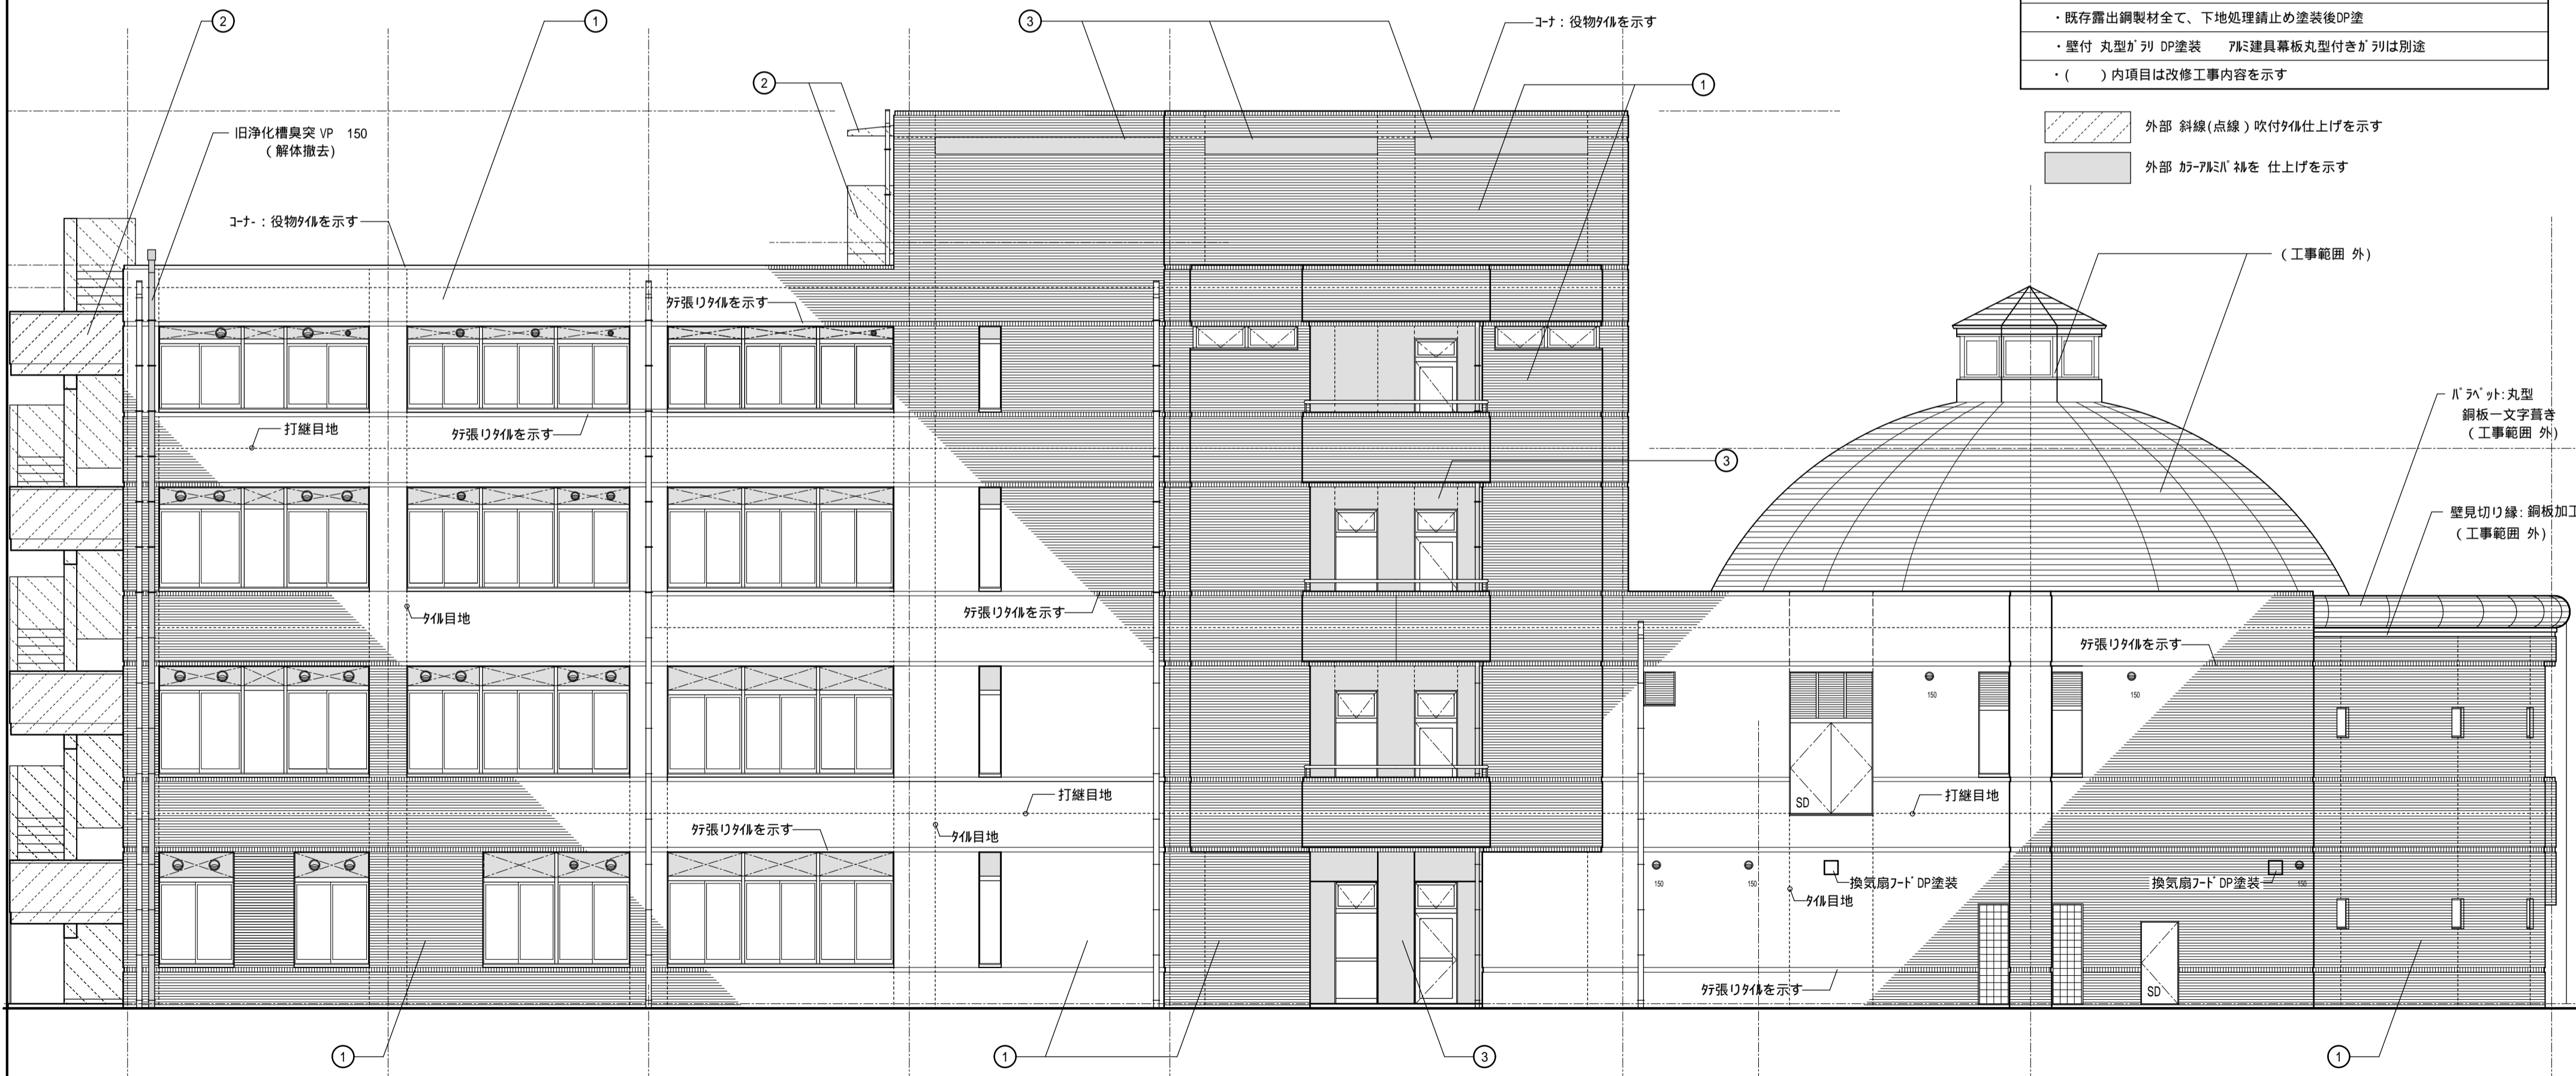 ・既存露出鋼製材全て、下地処理錆止め塗装後DP塗
・壁付 丸型ｶﾞﾗﾘ DP塗装 ｱﾙﾐ建具幕板丸型付きｶﾞﾗﾘは別途
・( ) 内項目は改修工事内容を示す
外部 斜線(点線) 吹付ﾀｲﾙ仕上げを示す
外部 ｶﾗｰｱﾙﾐﾊﾟﾈﾙを 仕上げを示す
② ① ③ ｺｰﾅ : 役物ﾀｲﾙを示す
② ①
旧浄化槽臭突 VP 150
( 解体撤去)
ｺｰﾅｰ : 役物ﾀｲﾙを示す
( 工事範囲 外)
ﾀﾃ張りﾀｲﾙを示す
ﾊﾟﾗﾍﾟｯﾄ:丸型
銅板一文字葺き
( 工事範囲 外)
打継目地
ﾀﾃ張りﾀｲﾙを示す
③
壁見切り縁: 銅板加工
( 工事範囲 外)
ﾀｲﾙ目地
ﾀﾃ張りﾀｲﾙを示す
ﾀﾃ張りﾀｲﾙを示す
150
150
打継目地
SD
打継目地
ﾀﾃ張りﾀｲﾙを示す
ﾀｲﾙ目地
150
150
換気扇ﾌｰﾄﾞDP塗装
換気扇ﾌｰﾄﾞDP塗装
150
ﾀｲﾙ目地
ﾀﾃ張りﾀｲﾙを示す
SD
① ① ③ ①